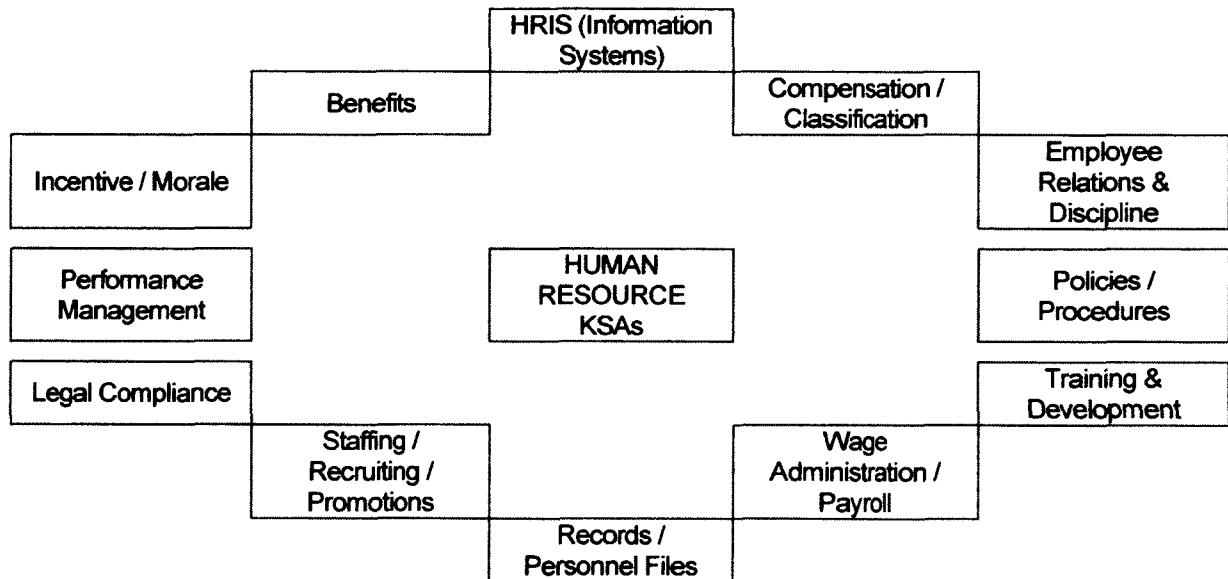 HRIS (Information
Systems)
Benefits
Compensation /
Classification
Incentive / Morale
Employee
Relations &
Discipline
Performance
Management
HUMAN
RESOURCE
KSAs
Policies /
Procedures
Legal Compliance
Training &
Development
Staffing /
Recruiting /
Promotions
Wage
Administration /
Payroll
Records /
Personnel Files